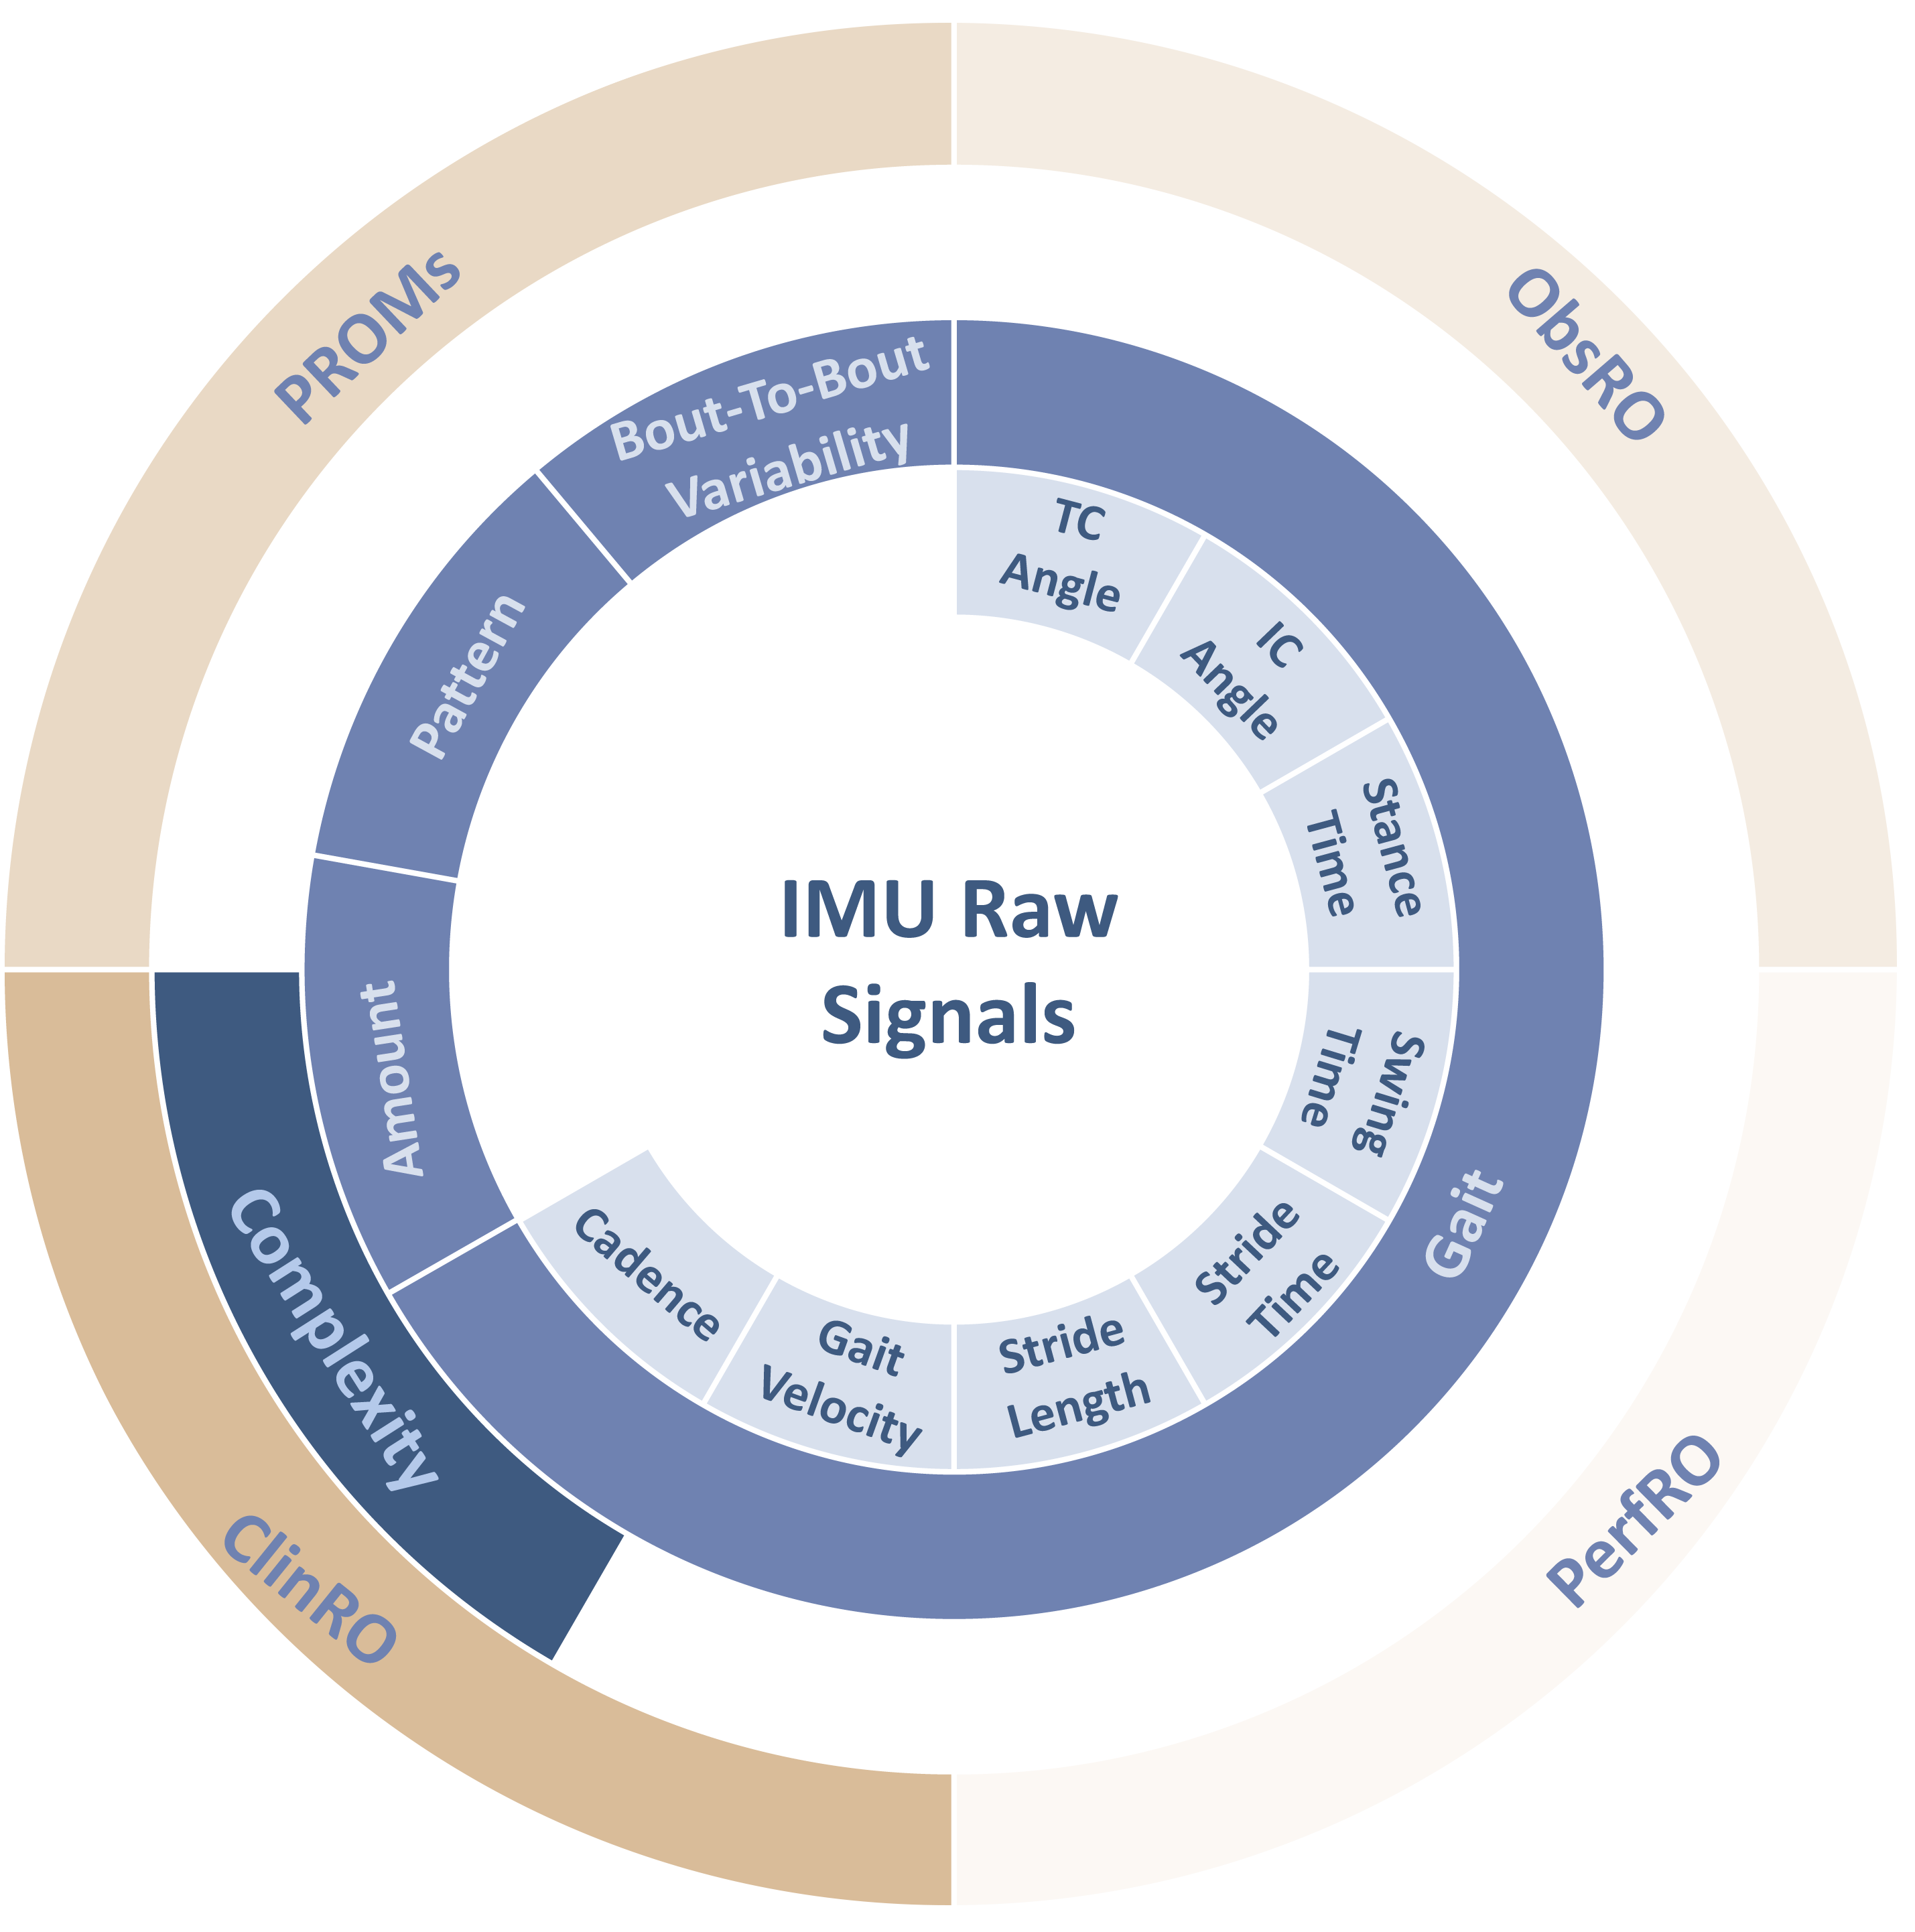 PROMs
ObsRO
Bout-To-Bout
Variability
TC
Angle
IC
Angle
Pattern
Stance
Time
IMU Raw
Signals
Amount
Swing
Time
Gait
Stride
Time
Cadence
Gait
Velocity
Stride
Length
Complexity
ClinRO
PerfRO